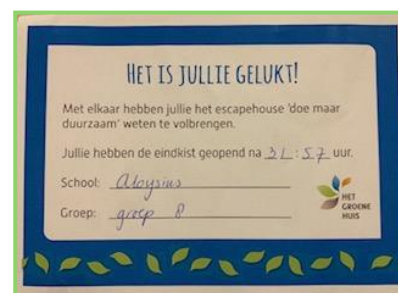 HET IS JULLIE GELUKT!
Met elkaar hebben jullie het escapehouse 'doe maar
duurzaam' weten te volbrengen.
Jullie hebben de eindkist geopend na 31:57 uur.
School: Aloysius
Groep: groep 8
HET
GROENE
HUIS